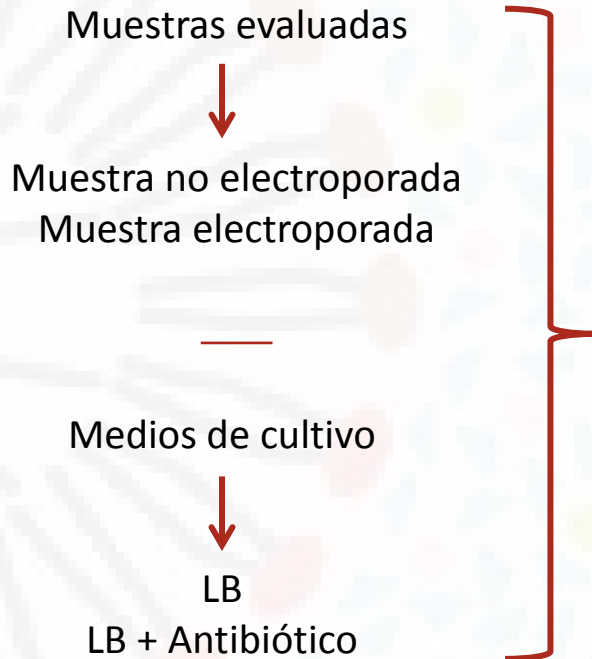 Muestras evaluadas
Muestra no electroporada
Muestra electroporada
Medios de cultivo
LB
LB + Antibiótico